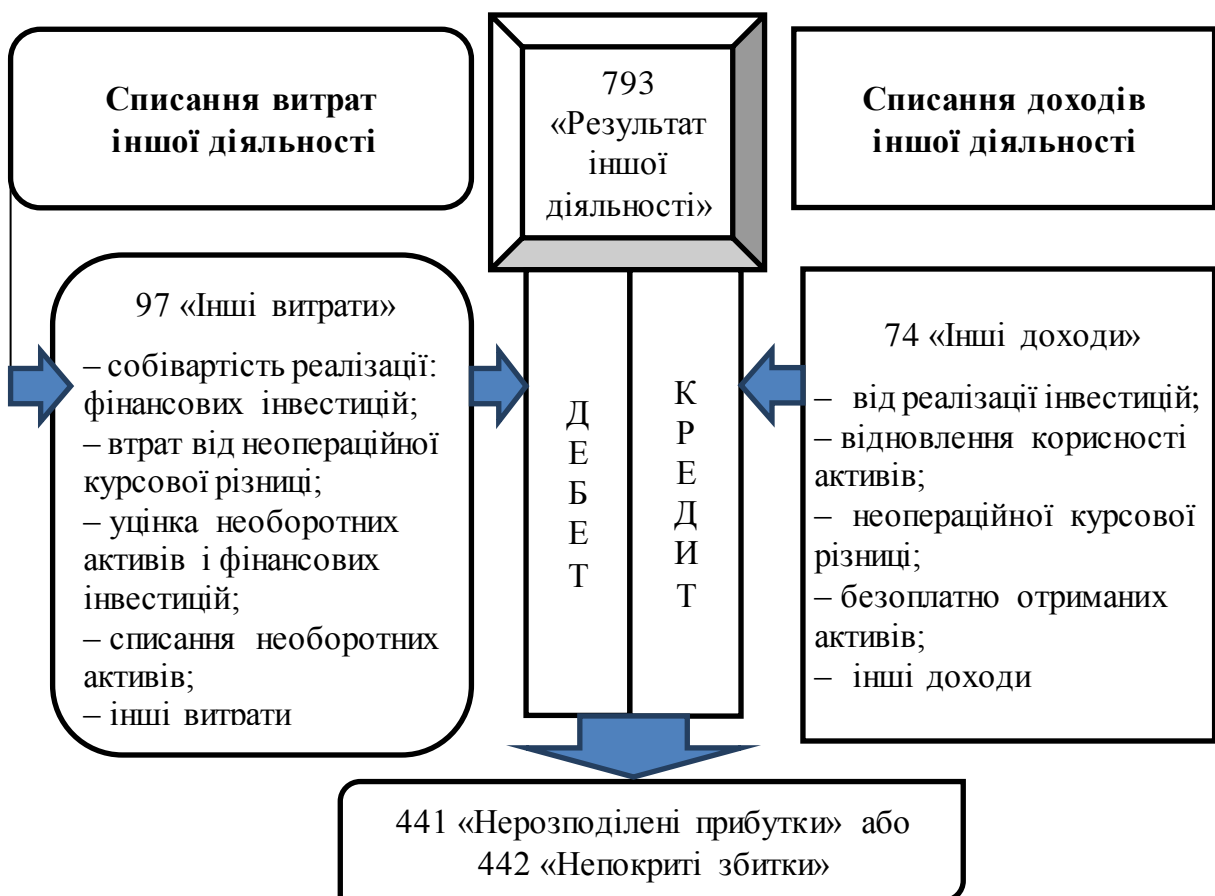 Списання витрат
іншої діяльності
793
«Результат
іншої
діяльності»
Списання доходів
іншої діяльності
97 «Інші витрати»
– собівартість реалізації:
фінансових інвестицій;
– втрат від неопераційної
курсової різниці;
– уцінка необоротних
активів і фінансових
інвестицій;
– списання необоротних
активів;
– інші витрати
ДЕБЕТ
КРЕДИТ
74 «Інші доходи»
– від реалізації інвестицій;
– відновлення корисності
активів;
– неопераційної курсової
різниці;
– безоплатно отриманих
активів;
– інші доходи
441 «Нерозподілені прибутки» або
442 «Непокриті збитки»